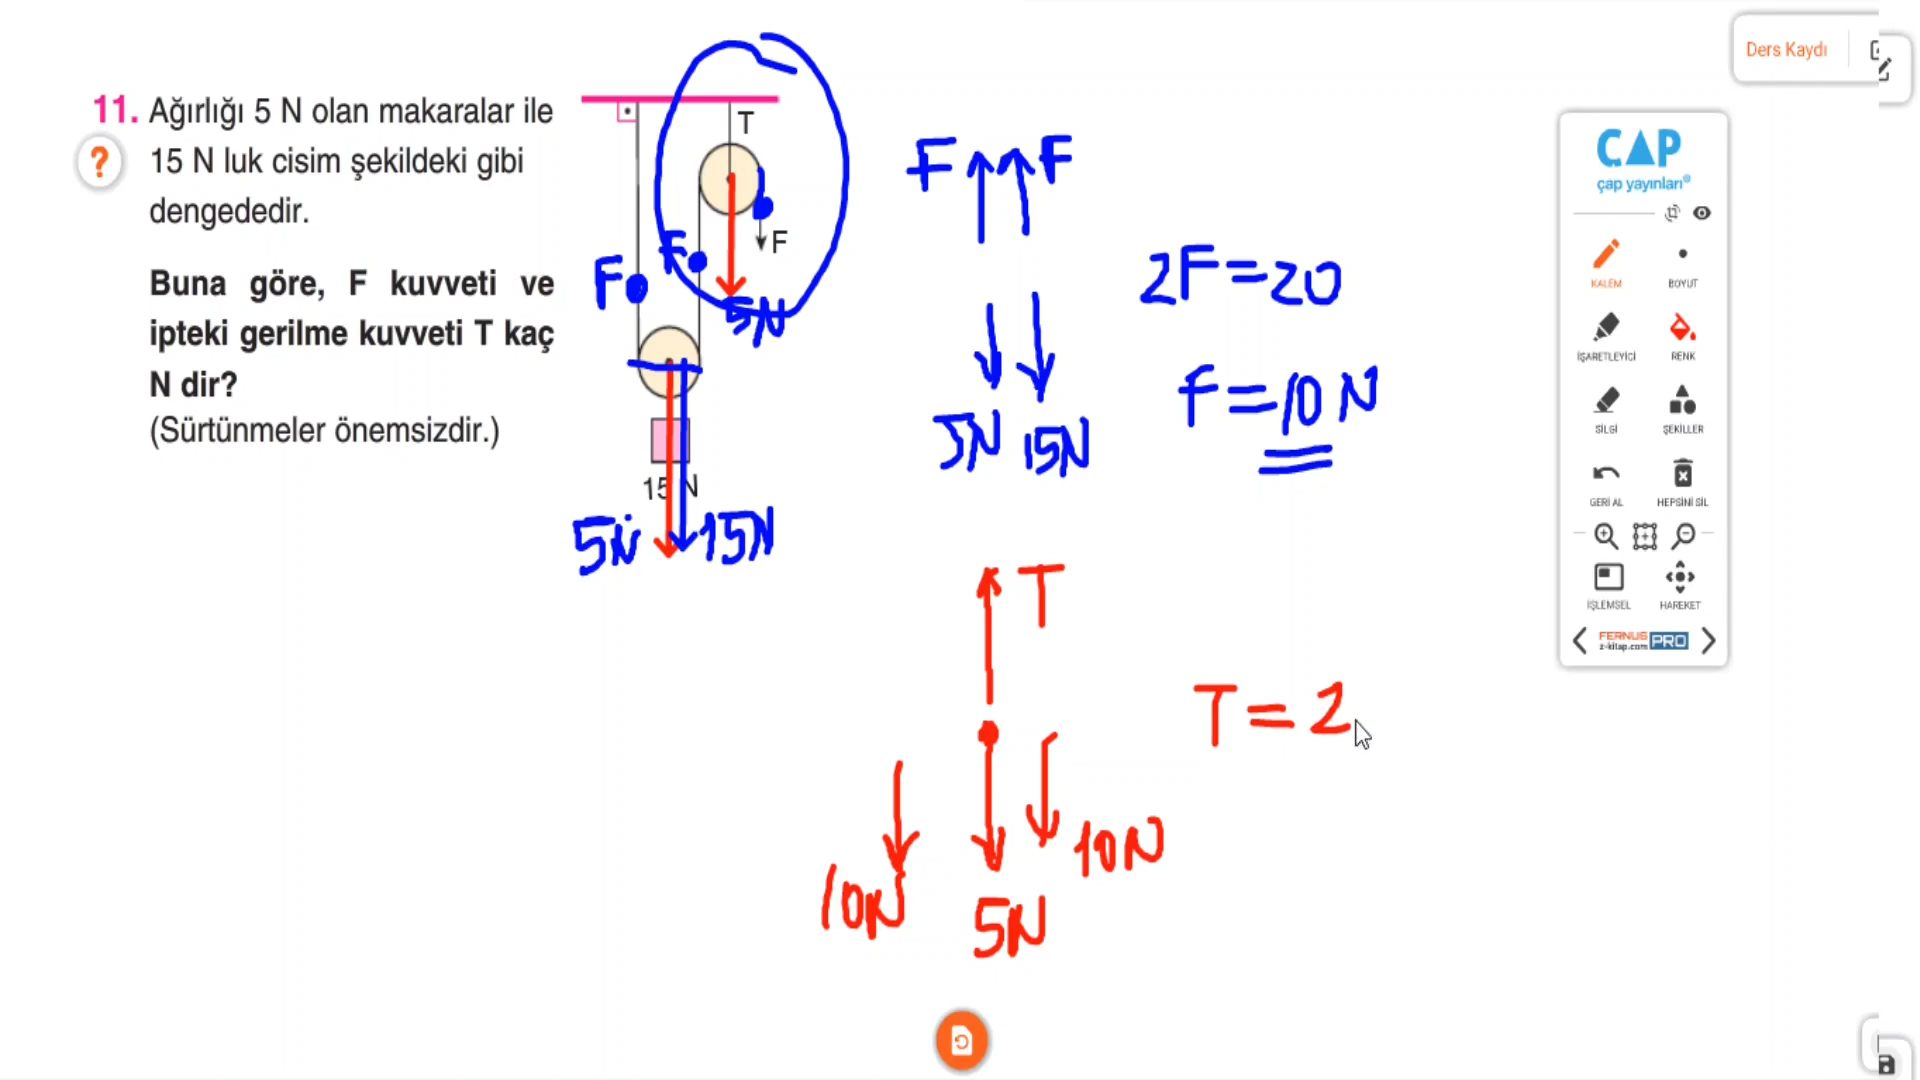 11. Ağırlığı 5 N olan makaralar ile
? 15 N luk cisim şekildeki gibi
dengededir.
Buna göre, F kuvveti ve
ipteki gerilme kuvveti T kaç
N dir?
(Sürtünmeler önemsizdir.)
T
F
F
F
5N
15 N
5N
15N
F F
5N 15N
2F=20
F=10 N
T
10N
5N
10N
T=2
Ders Kaydı
ÇAP
çap yayınları®
KALEM
BOYUT
İŞARETLEYİCİ
RENK
SİLGİ
ŞEKİLLER
GERİ AL
HEPSİNİ SİL
İŞLEMSEL
HAREKET
FERNUS PRO
z-kitap.com